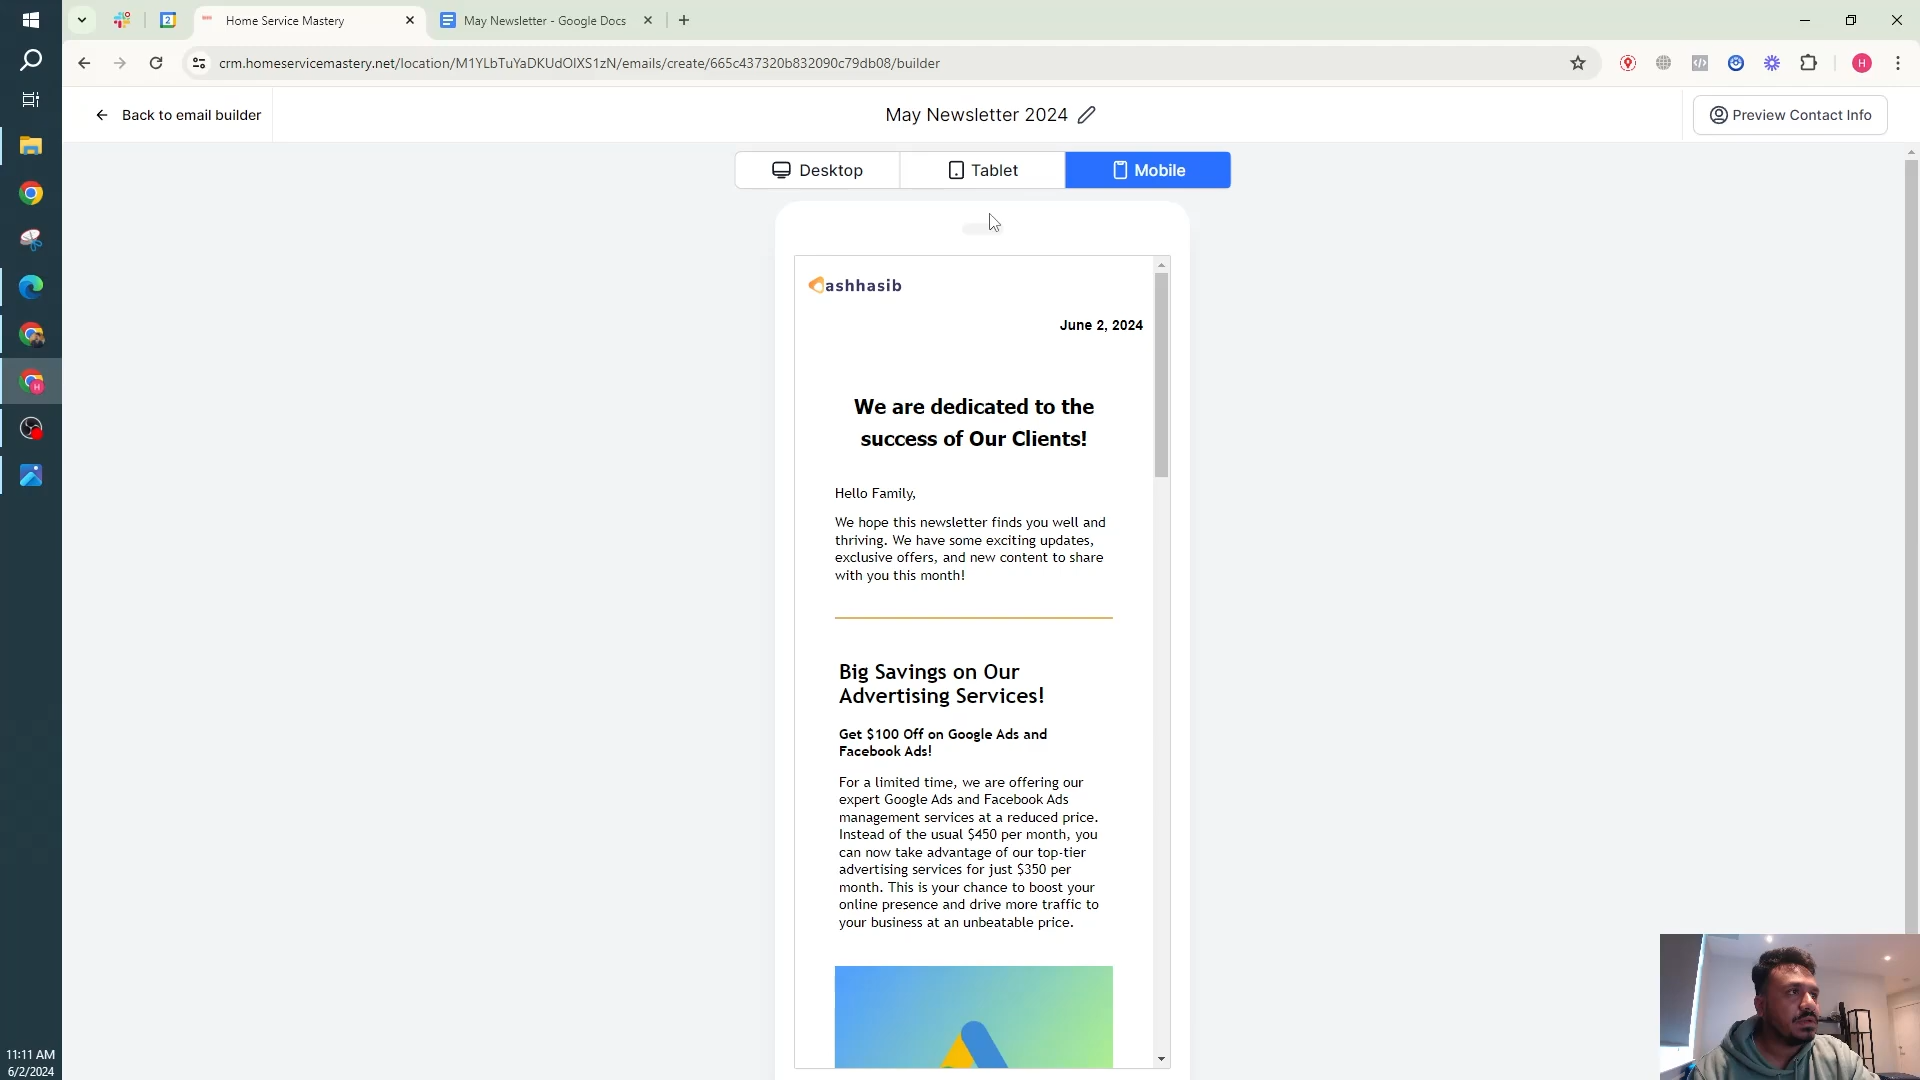 Home Service Mastery
May Newsletter - Google Docs
2
crm.homeservicemastery.net/location/M1YLbTuYaDKUdOlXS1zN/emails/create/665c437320b832090c79db08/builder
H
Back to email builder
May Newsletter 2024
Preview Contact Info
Desktop
Tablet
Mobile
ashhasib
June 2, 2024
We are dedicated to the
success of Our Clients!
Hello Family,
We hope this newsletter finds you well and
thriving. We have some exciting updates,
exclusive offers, and new content to share
with you this month!
Big Savings on Our
Advertising Services!
Get $100 Off on Google Ads and
Facebook Ads!
For a limited time, we are offering our
expert Google Ads and Facebook Ads
management services at a reduced price.
Instead of the usual $450 per month, you
can now take advantage of our top-tier
advertising services for just $350 per
month. This is your chance to boost your
online presence and drive more traffic to
your business at an unbeatable price.
H
11:11 AM
6/2/2024